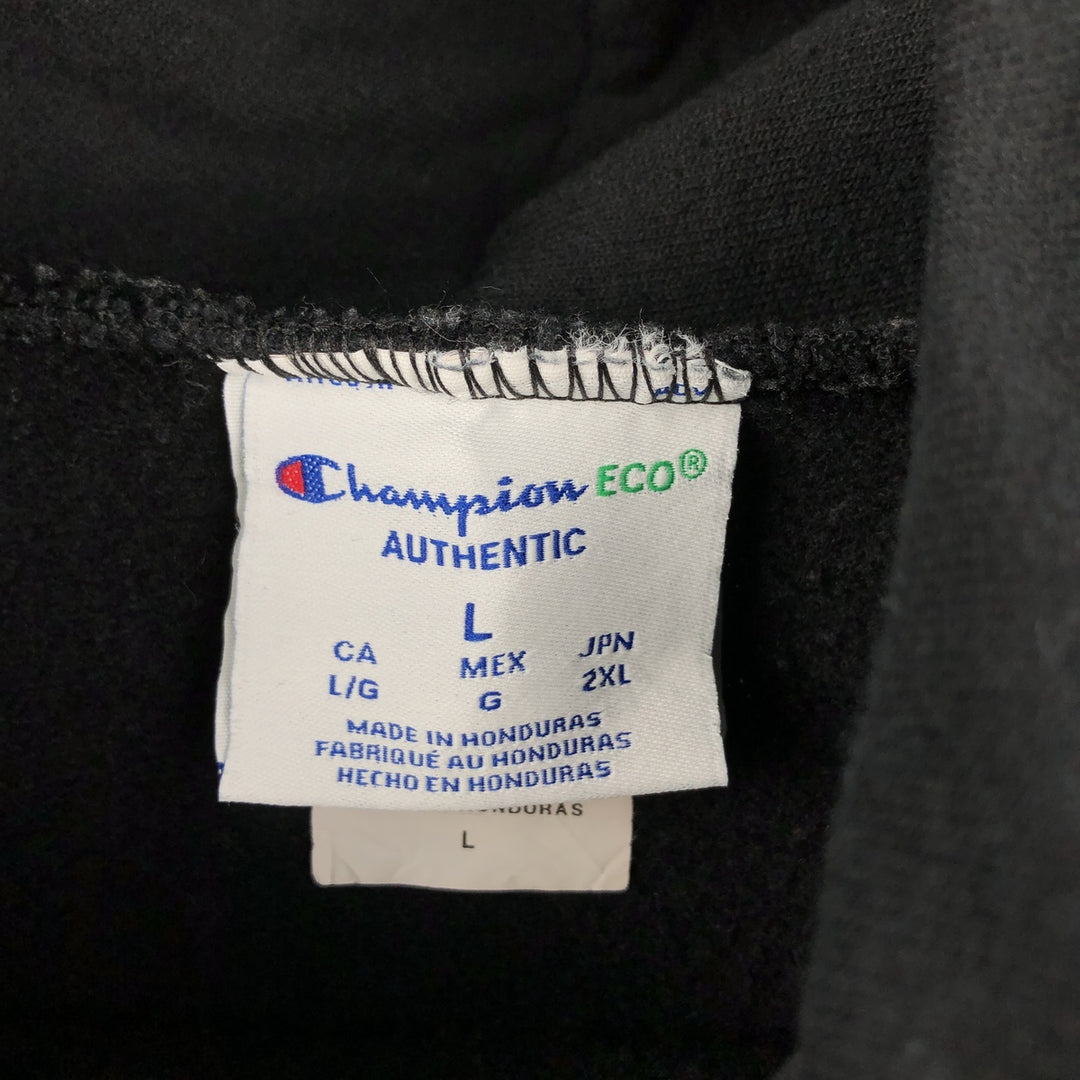 Champion ECO®
AUTHENTIC
L
CA MEX JPN
L/G G 2XL
MADE IN HONDURAS
FABRIQUÉ AU HONDURAS
HECHO EN HONDURAS
HONDURAS
L